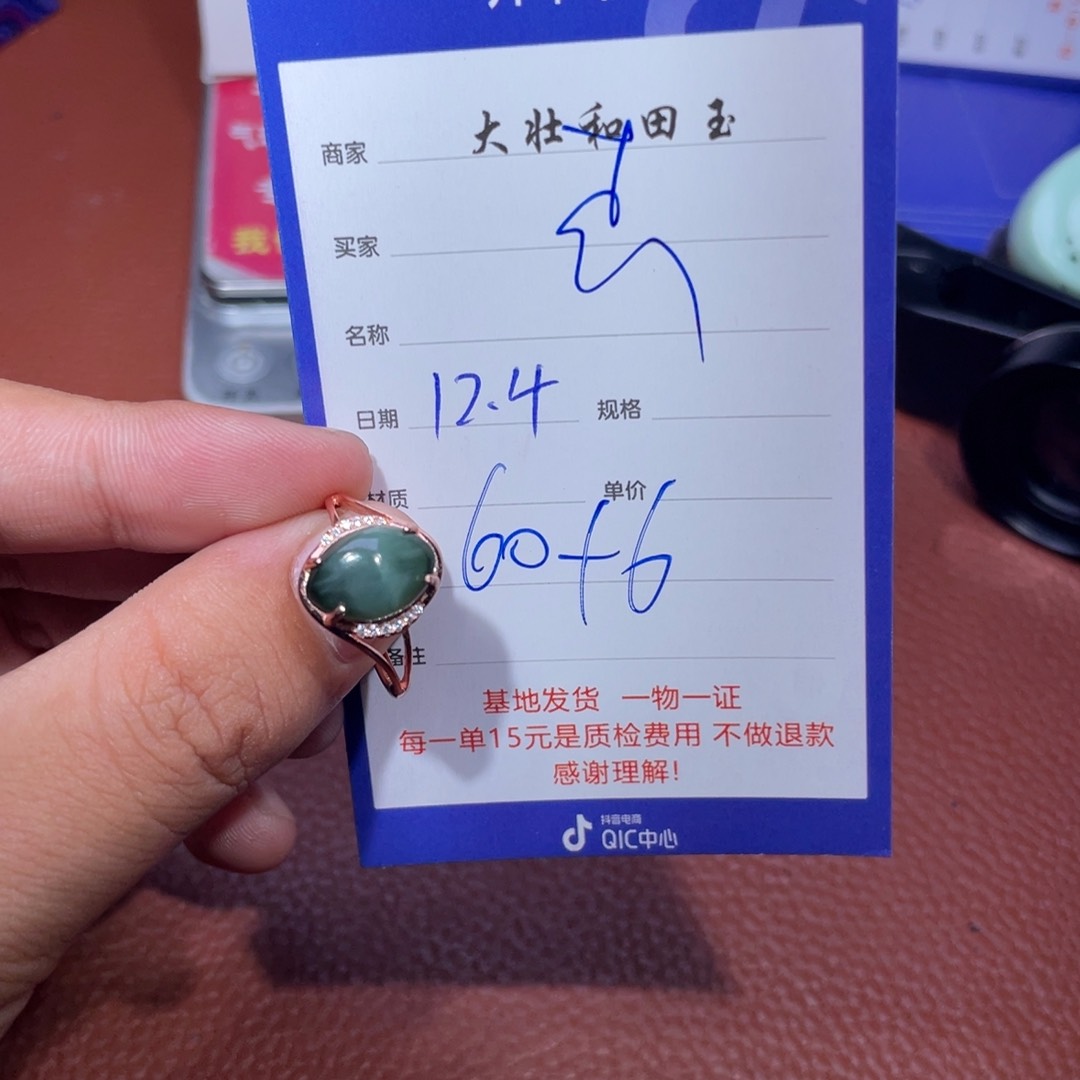 商家 大壮和田玉
买家
名称
日期 12.4 规格
材质 单价
60+6
备注
基地发货 一物一证
每一单15元是质检费用 不做退款
感谢理解!
抖音电商
QIC中心